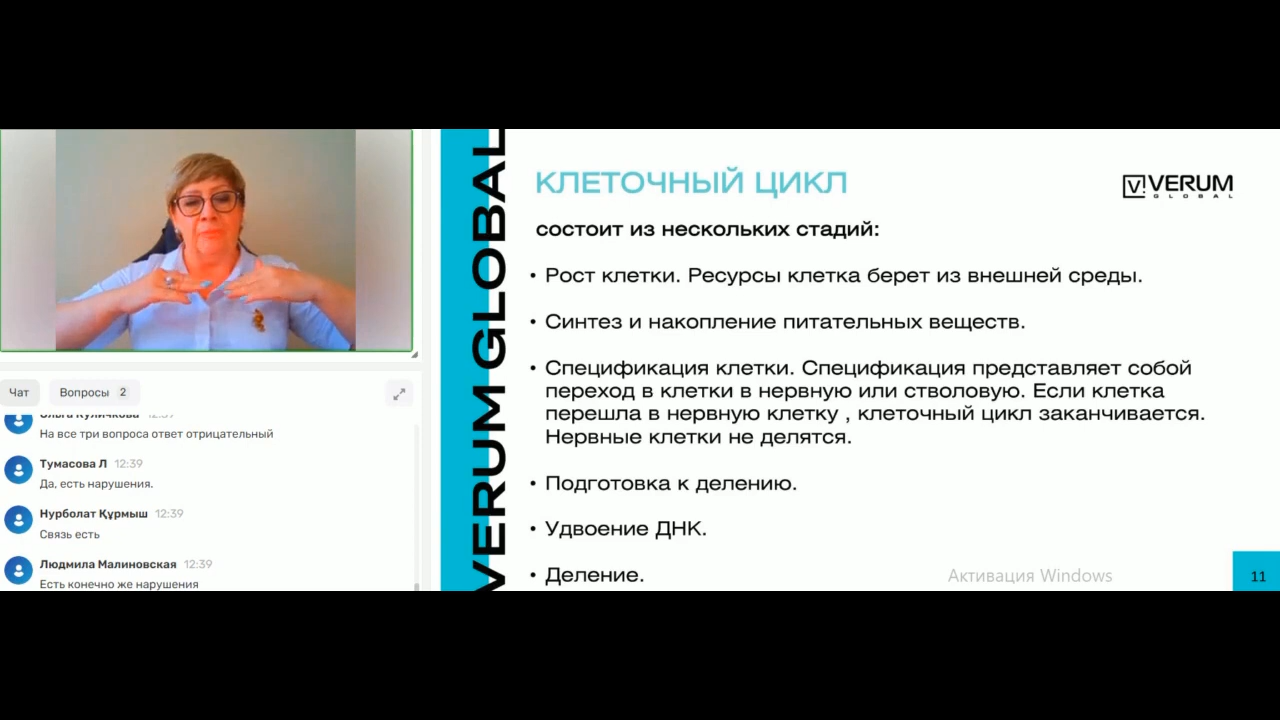 Чат
Вопросы 2
Ольга Куличкова 12:39
На все три вопроса ответ отрицательный
Тумасова Л 12:39
Да, есть нарушения.
Нурболат Құрмыш 12:39
Связь есть
Людмила Малиновская 12:39
Есть конечно же нарушения
VERUM GLOBAL
КЛЕТОЧНЫЙ ЦИКЛ
VERUM
GLOBAL
состоит из нескольких стадий:
• Рост клетки. Ресурсы клетка берет из внешней среды.
• Синтез и накопление питательных веществ.
• Спецификация клетки. Спецификация представляет собой
переход в клетки в нервную или стволовую. Если клетка
перешла в нервную клетку , клеточный цикл заканчивается.
Нервные клетки не делятся.
• Подготовка к делению.
• Удвоение ДНК.
• Деление.
Активация Windows
11